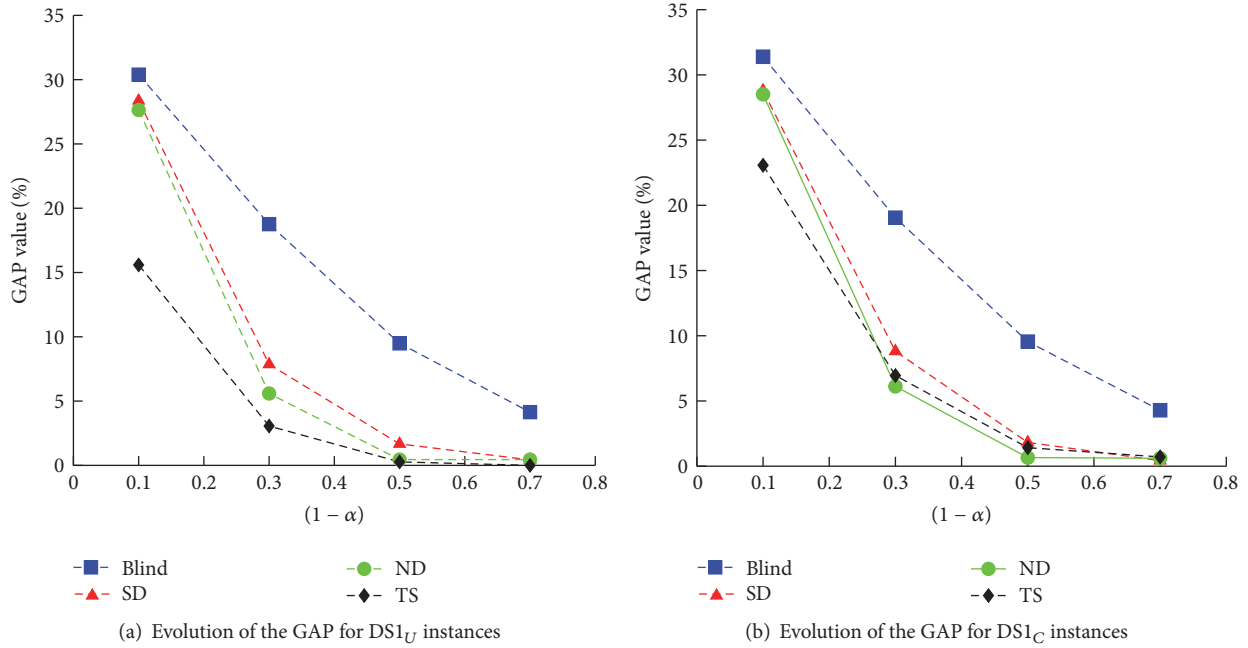 35
30
25
20
15
10
5
0
GAP value (%)
0 0.1 0.2 0.3 0.4 0.5 0.6 0.7 0.8
(1 − α)
Blind ND
SD TS
(a) Evolution of the GAP for DS1U instances
35
30
25
20
15
10
5
0
GAP value (%)
0 0.1 0.2 0.3 0.4 0.5 0.6 0.7 0.8
(1 − α)
Blind ND
SD TS
(b) Evolution of the GAP for DS1C instances